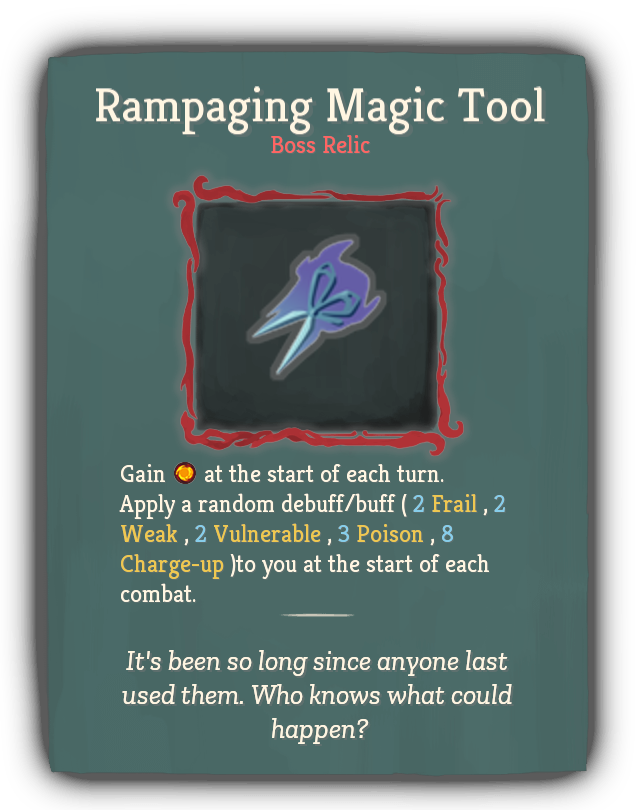 Rampaging Magic Tool
Boss Relic
Gain at the start of each turn.
Apply a random debuff/buff ( 2 Frail , 2
Weak , 2 Vulnerable , 3 Poison , 8
Charge-up )to you at the start of each
combat.
It's been so long since anyone last
used them. Who knows what could
happen?